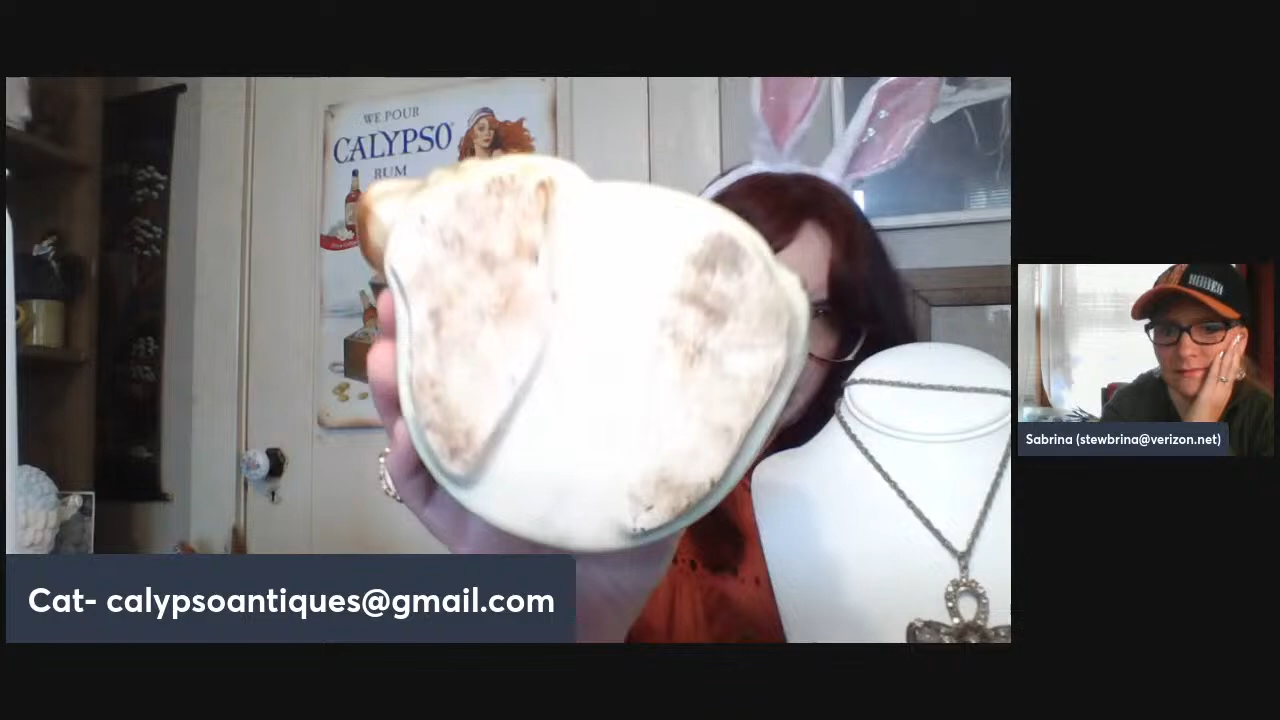 WE POUR
CALYPSO
RUM
Cat- calypsoantiques@gmail.com
Sabrina (stewbrina@verizon.net)